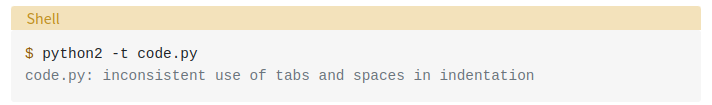 Shell
$ python2 -t code.py
code.py: inconsistent use of tabs and spaces in indentation